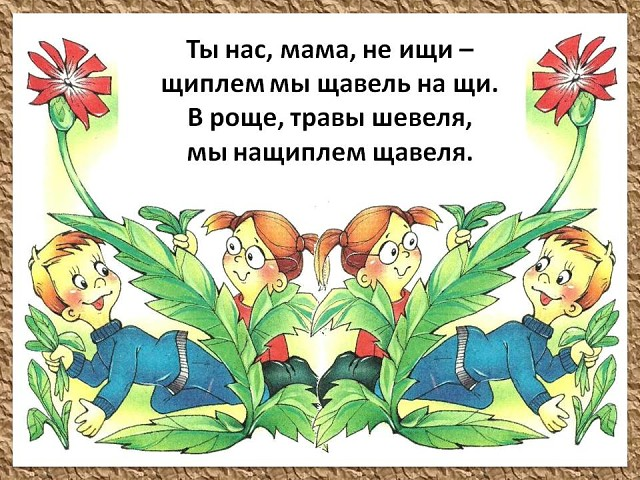 Ты нас, мама, не ищи –
щиплем мы щавель на щи.
В роще, травы шевеля,
мы нащиплем щавеля.